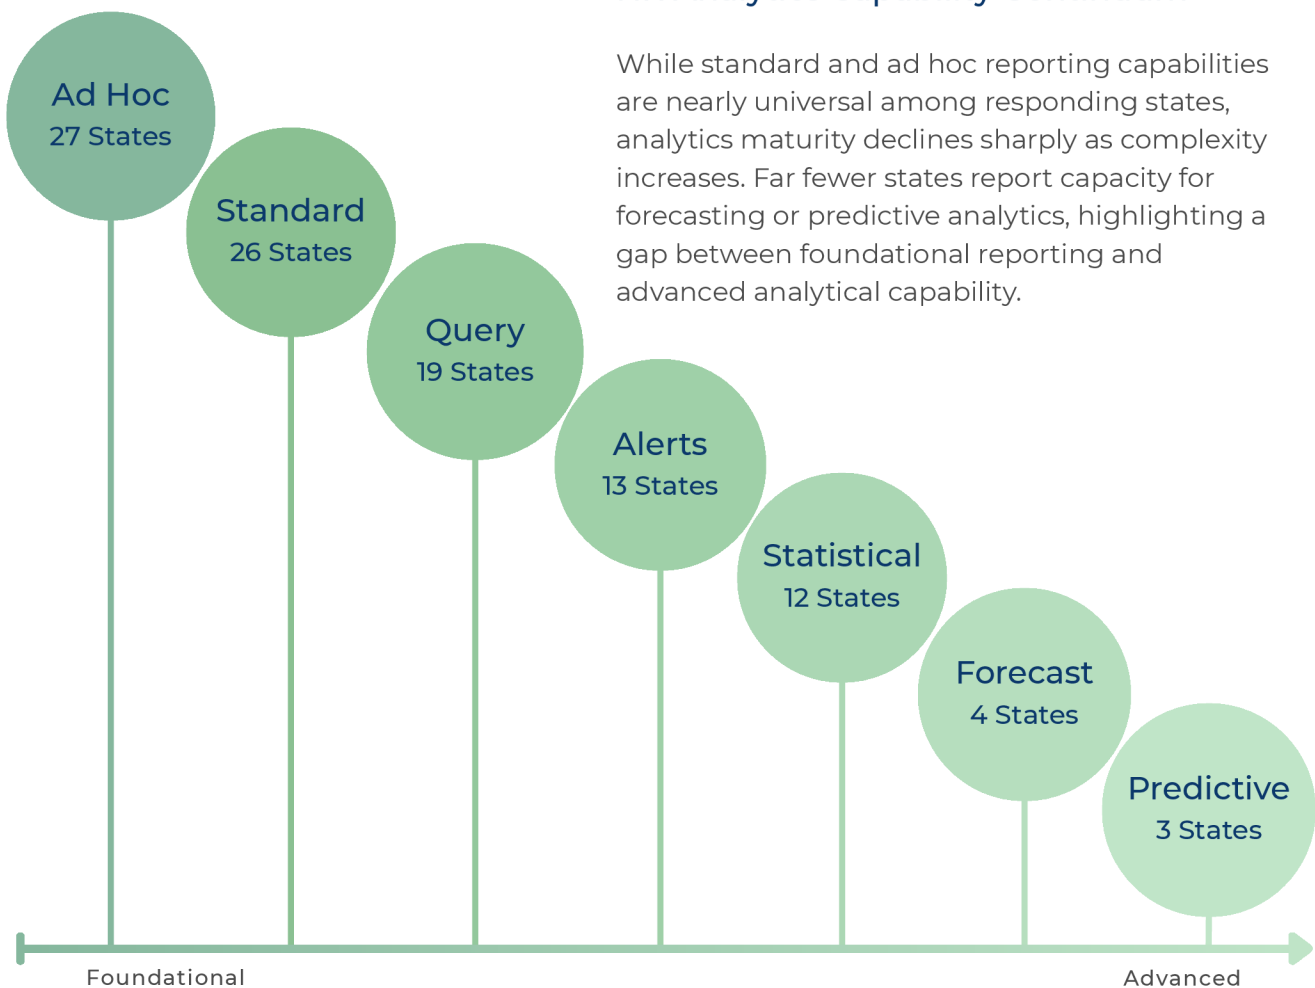 While standard and ad hoc reporting capabilities
are nearly universal among responding states,
analytics maturity declines sharply as complexity
increases. Far fewer states report capacity for
forecasting or predictive analytics, highlighting a
gap between foundational reporting and
advanced analytical capability.
Ad Hoc
27 States
Standard
26 States
Query
19 States
Alerts
13 States
Statistical
12 States
Forecast
4 States
Predictive
3 States
Foundational
Advanced